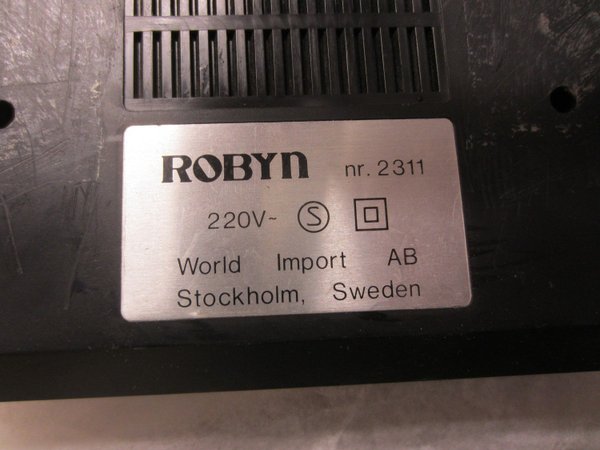 ROBYN nr. 2311
220V~ S
World Import AB
Stockholm, Sweden